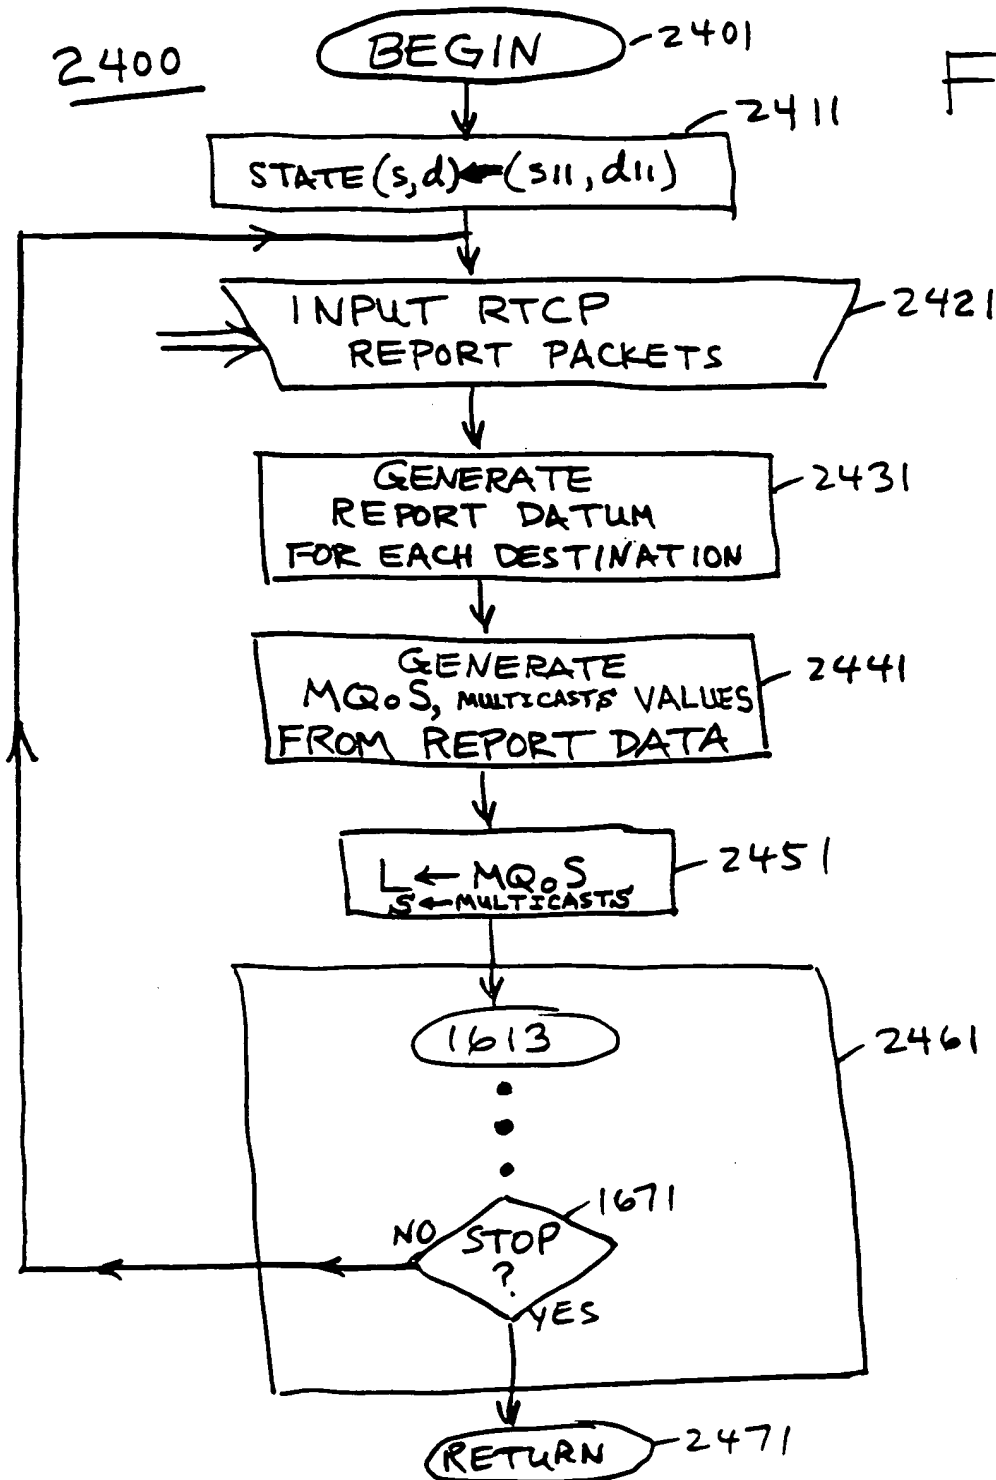 2400
BEGIN
2401
F
2411
STATE (s,d) ← (s11, d11)
INPUT RTCP
REPORT PACKETS
2421
GENERATE
REPORT DATUM
FOR EACH DESTINATION
2431
GENERATE
MQoS, MULTICASTS VALUES
FROM REPORT DATA
2441
L ← MQoS
S ← MULTICASTS
2451
1613
2461
1671
NO
STOP
?
YES
RETURN
2471